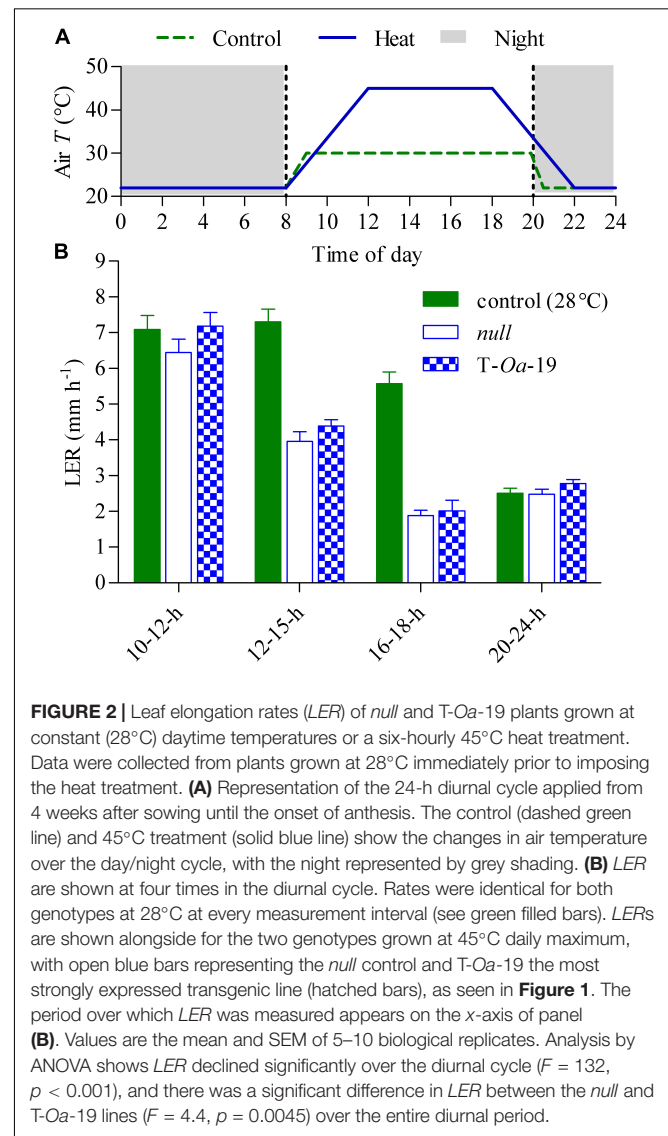 A
Control Heat Night
50
40
30
20
Air T (°C)
0 2 4 6 8 10 12 14 16 18 20 22 24
Time of day
B
9
8
7
6
5
4
3
2
1
0
LER (mm h⁻¹)
control (28°C)
null
T-Oa-19
10-12-h
12-15-h
16-18-h
20-24-h
FIGURE 2 | Leaf elongation rates (LER) of null and T-Oa-19 plants grown at
constant (28°C) daytime temperatures or a six-hourly 45°C heat treatment.
Data were collected from plants grown at 28°C immediately prior to imposing
the heat treatment. (A) Representation of the 24-h diurnal cycle applied from
4 weeks after sowing until the onset of anthesis. The control (dashed green
line) and 45°C treatment (solid blue line) show the changes in air temperature
over the day/night cycle, with the night represented by grey shading. (B) LER
are shown at four times in the diurnal cycle. Rates were identical for both
genotypes at 28°C at every measurement interval (see green filled bars). LERs
are shown alongside for the two genotypes grown at 45°C daily maximum,
with open blue bars representing the null control and T-Oa-19 the most
strongly expressed transgenic line (hatched bars), as seen in Figure 1. The
period over which LER was measured appears on the x-axis of panel
(B). Values are the mean and SEM of 5–10 biological replicates. Analysis by
ANOVA shows LER declined significantly over the diurnal cycle (F = 132,
p < 0.001), and there was a significant difference in LER between the null and
T-Oa-19 lines (F = 4.4, p = 0.0045) over the entire diurnal period.